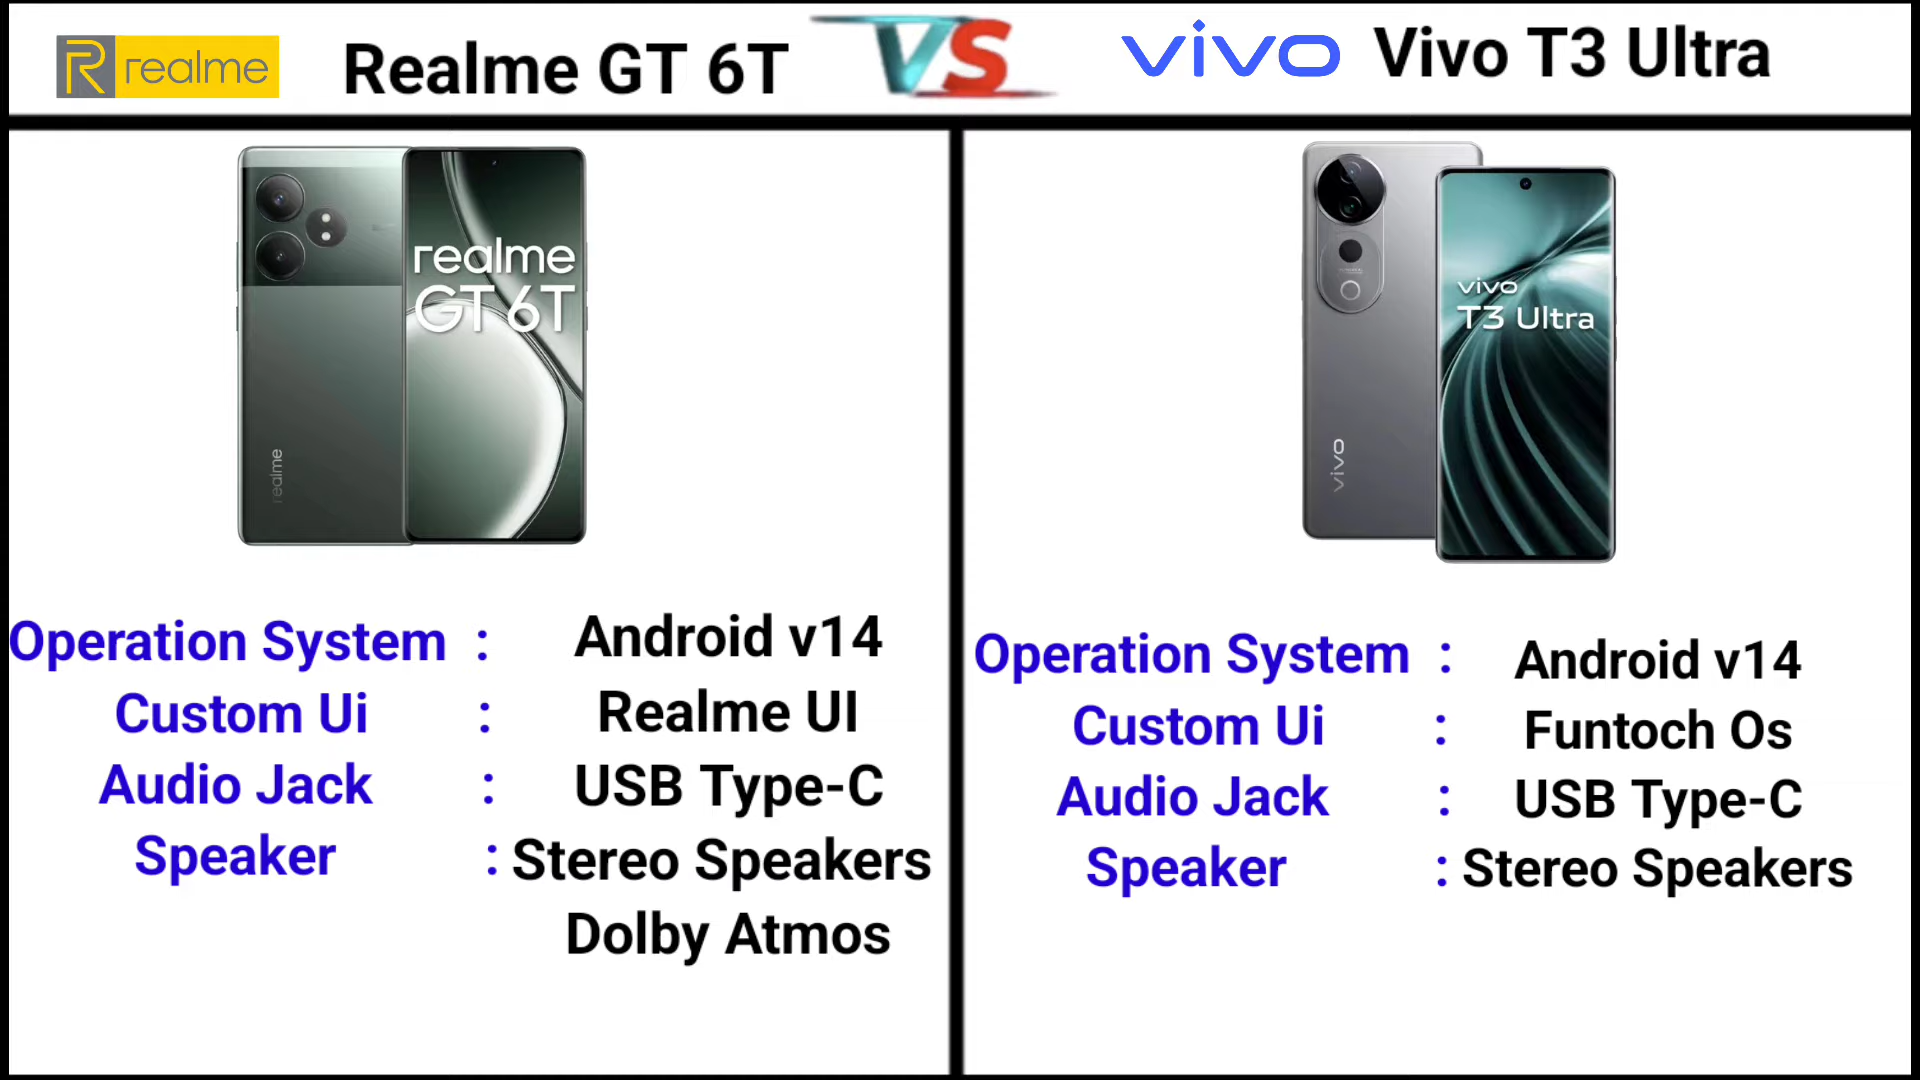 realme
Realme GT 6T
VS
vivo
Vivo T3 Ultra
realme
GT 6T
realme
vivo
T3 Ultra
vivo
Operation System : Android v14
Custom Ui : Realme UI
Audio Jack : USB Type-C
Speaker : Stereo Speakers
Dolby Atmos
Operation System : Android v14
Custom Ui : Funtoch Os
Audio Jack : USB Type-C
Speaker : Stereo Speakers